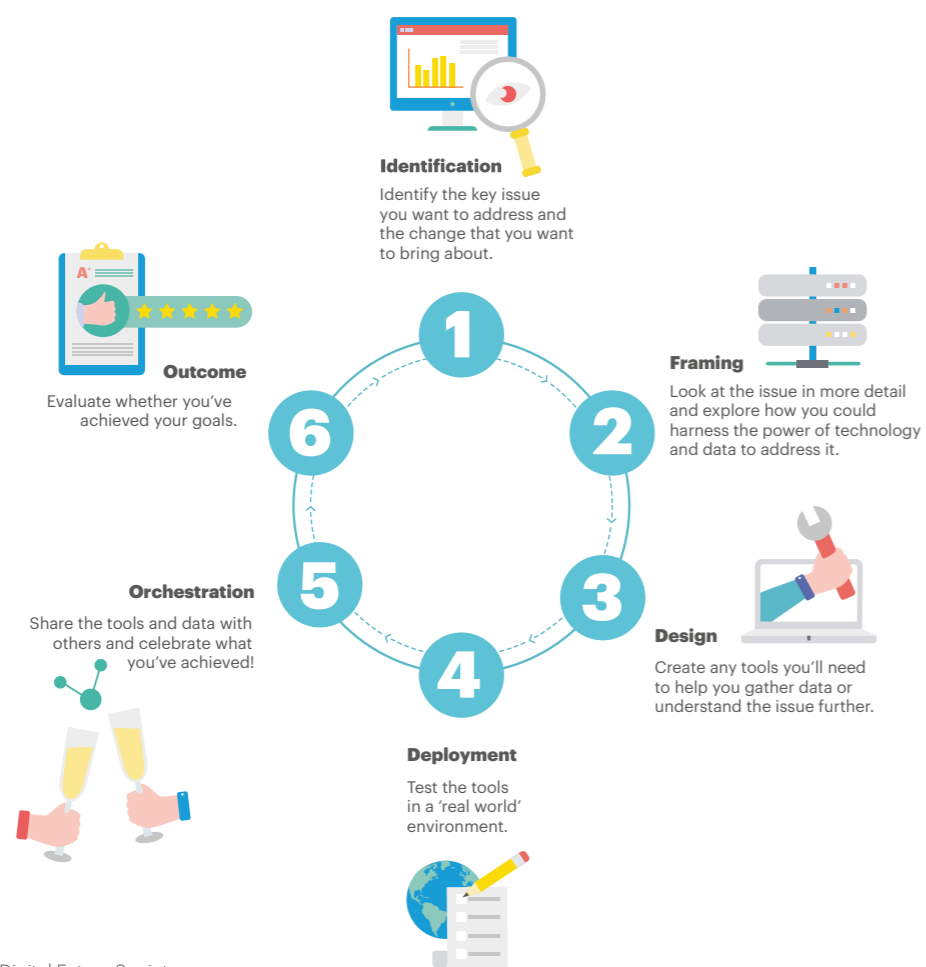 Identification
Identify the key issue
you want to address and
the change that you want
to bring about.
1
Framing
Look at the issue in more detail
and explore how you could
harness the power of technology
and data to address it.
2
Design
Create any tools you'll need
to help you gather data or
understand the issue further.
3
4
Deployment
Test the tools
in a 'real world'
environment.
Orchestration
Share the tools and data with
others and celebrate what
you've achieved!
5
A+
Outcome
Evaluate whether you've
achieved your goals.
6